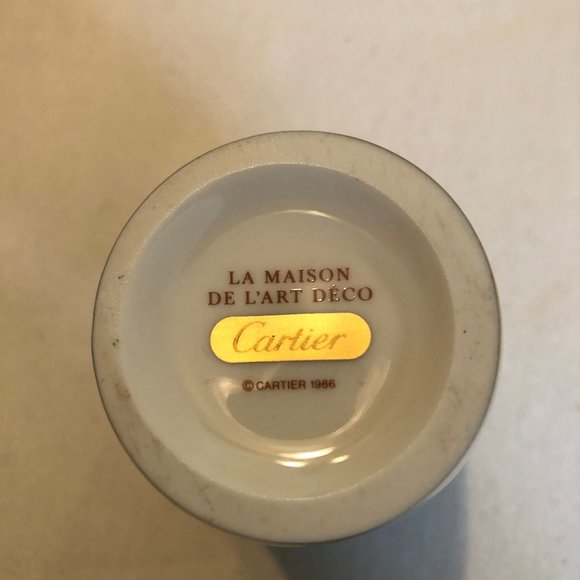 LA MAISON
DE L'ART DÉCO
Cartier
© CARTIER 1986